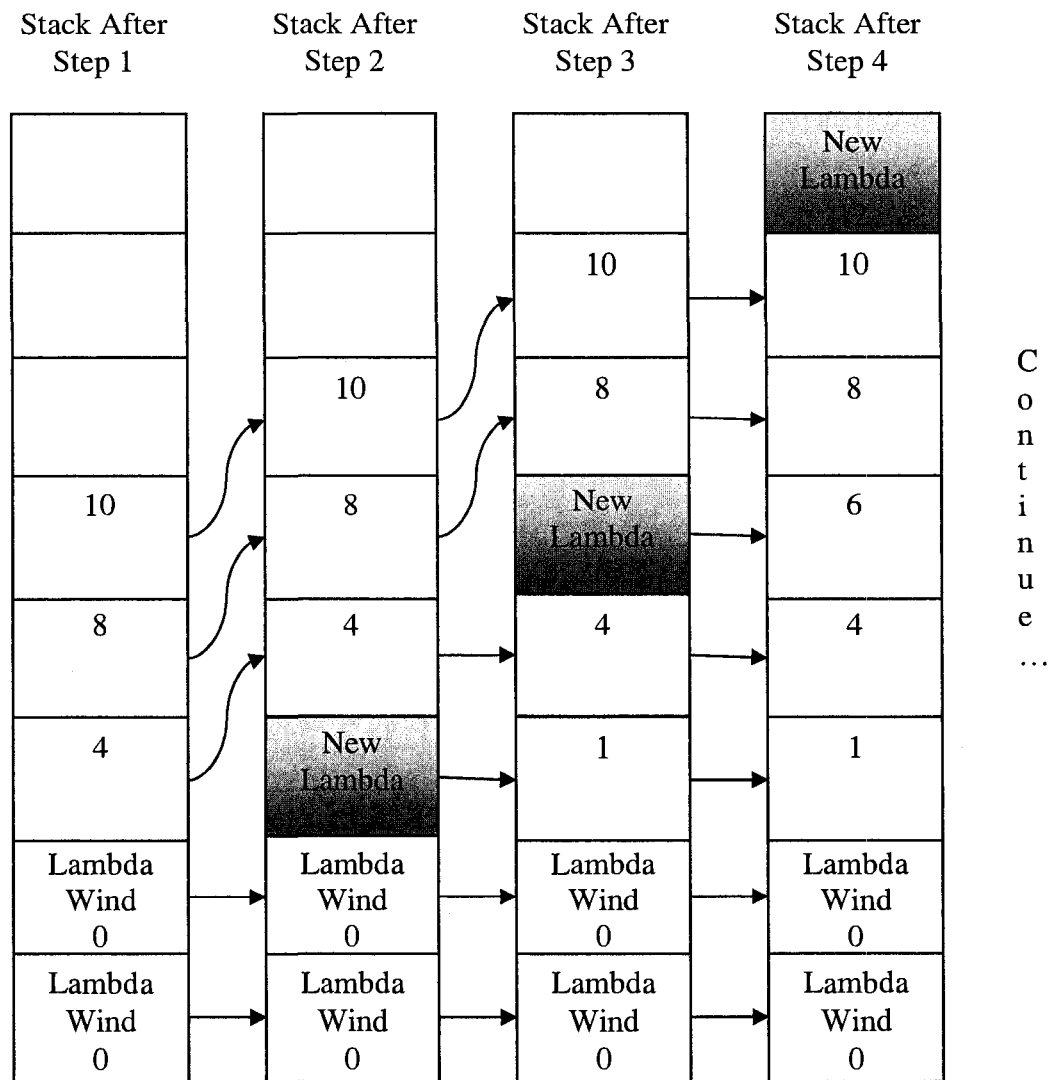 Stack After
Step 1
Stack After
Step 2
Stack After
Step 3
Stack After
Step 4
10
8
4
Lambda
Wind
0
Lambda
Wind
0
10
8
4
New
Lambda
Lambda
Wind
0
Lambda
Wind
0
10
8
New
Lambda
4
1
Lambda
Wind
0
Lambda
Wind
0
New
Lambda
10
8
6
4
1
Lambda
Wind
0
Lambda
Wind
0
C
o
n
t
i
n
u
e
...